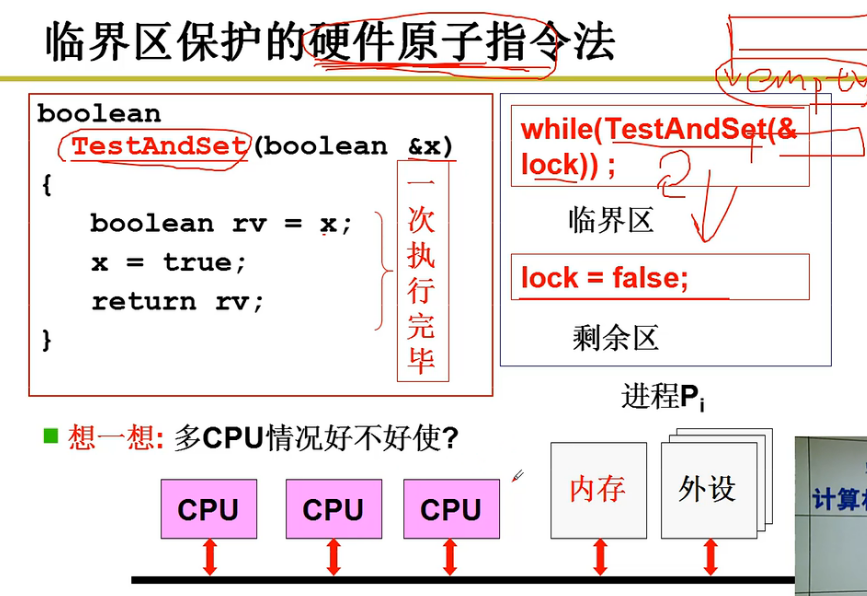 临界区保护的硬件原子指令法
boolean
TestAndSet(boolean &x)
{
boolean rv = x;
x = true;
return rv;
}
一次执行完毕
while(TestAndSet(&
lock)) ;
临界区
lock = false;
剩余区
进程Pi
empty
想一想: 多CPU情况好不好使?
CPU
CPU
CPU
内存
外设
计算